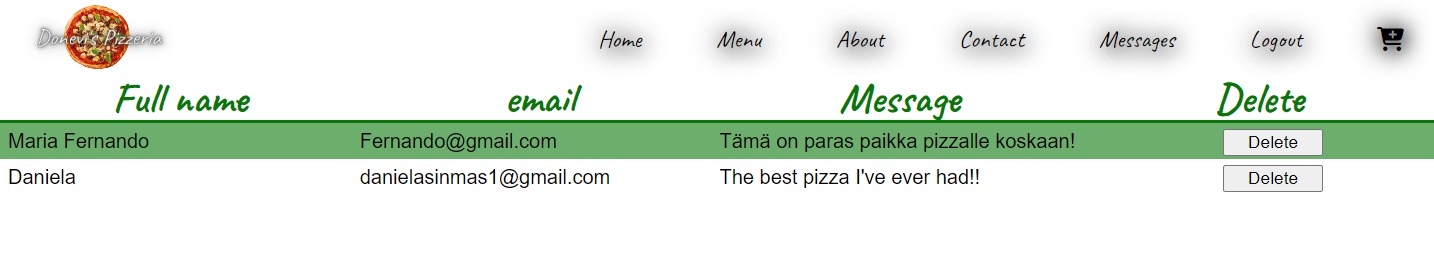 Donevi's Pizzeria
Home Menu About Contact Messages Logout
Full name email Message Delete
Maria Fernando Fernando@gmail.com Tämä on paras paikka pizzalle koskaan! Delete
Daniela danielasinmas1@gmail.com The best pizza I've ever had!! Delete